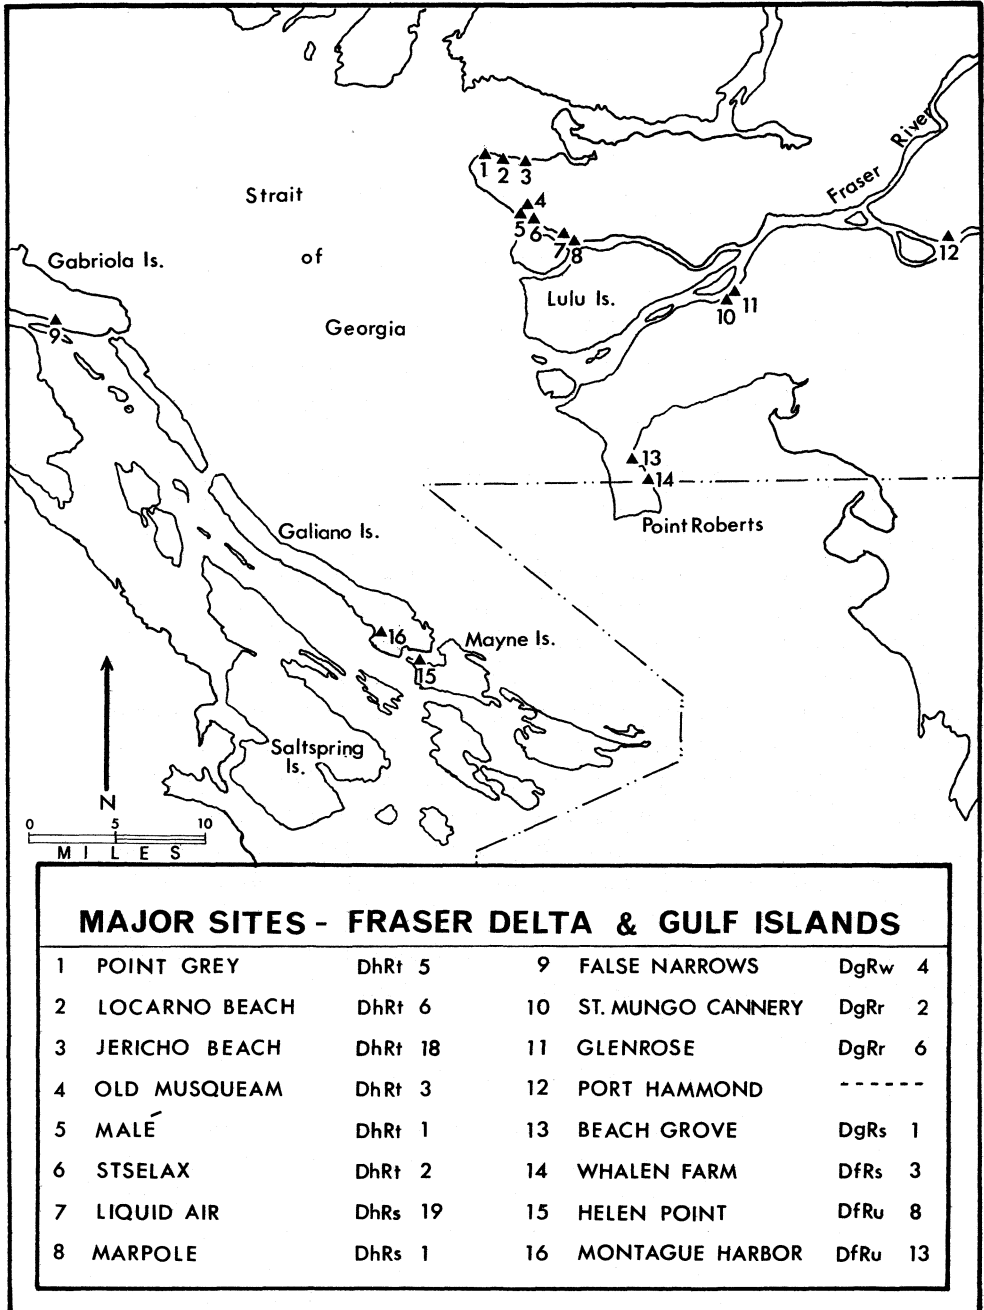 Fraser River
1 2 3
Strait
4
5 6
7 8
12
Gabriola Is.
of
Lulu Is.
11
10
Georgia
9
13
14
Point Roberts
Galiano Is.
16
Mayne Is.
15
Saltspring
Is.
N
0 5 10
MILES
MAJOR SITES - FRASER DELTA & GULF ISLANDS
1 POINT GREY DhRt 5 9 FALSE NARROWS DgRw 4
2 LOCARNO BEACH DhRt 6 10 ST. MUNGO CANNERY DgRr 2
3 JERICHO BEACH DhRt 18 11 GLENROSE DgRr 6
4 OLD MUSQUEAM DhRt 3 12 PORT HAMMOND ------
5 MALÉ DhRt 1 13 BEACH GROVE DgRs 1
6 STSELAX DhRt 2 14 WHALEN FARM DfRs 3
7 LIQUID AIR DhRs 19 15 HELEN POINT DfRu 8
8 MARPOLE DhRs 1 16 MONTAGUE HARBOR DfRu 13